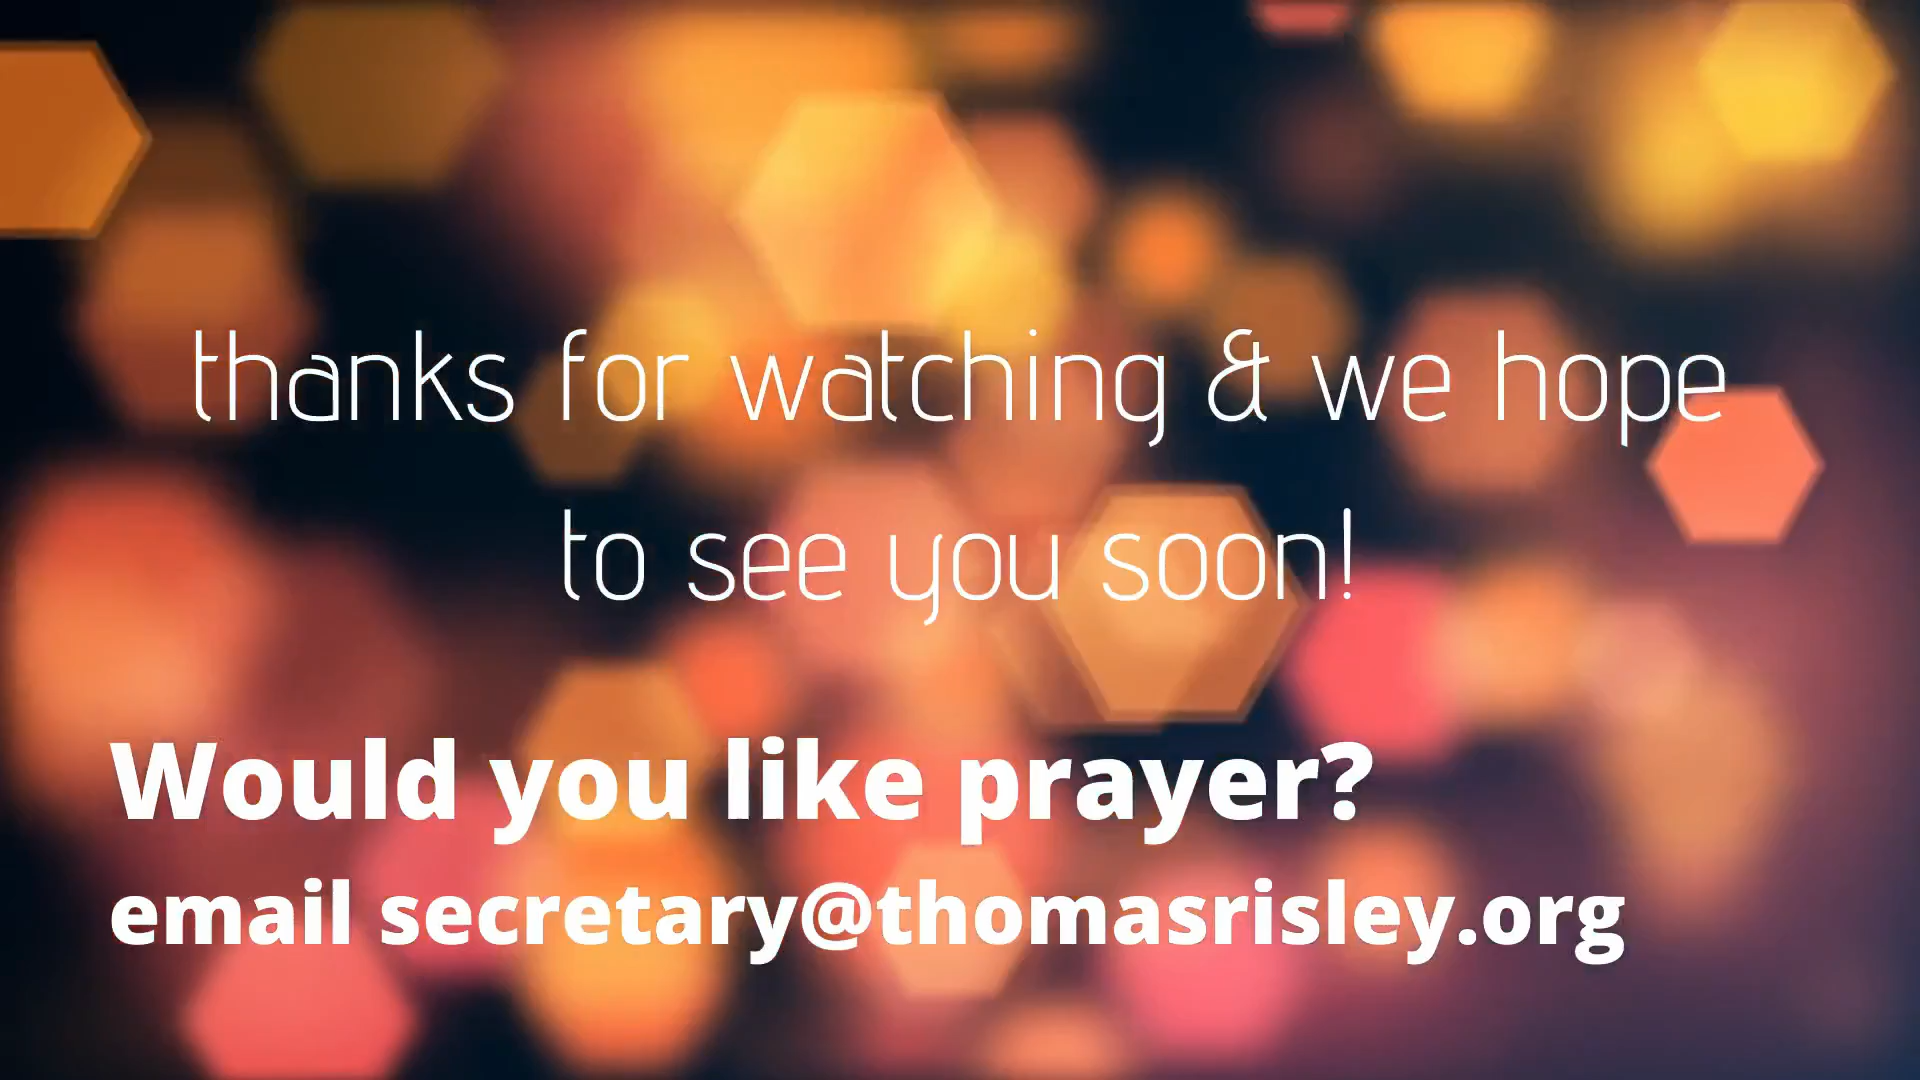 thanks for watching & we hope
to see you soon!
Would you like prayer?
email secretary@thomasrisley.org